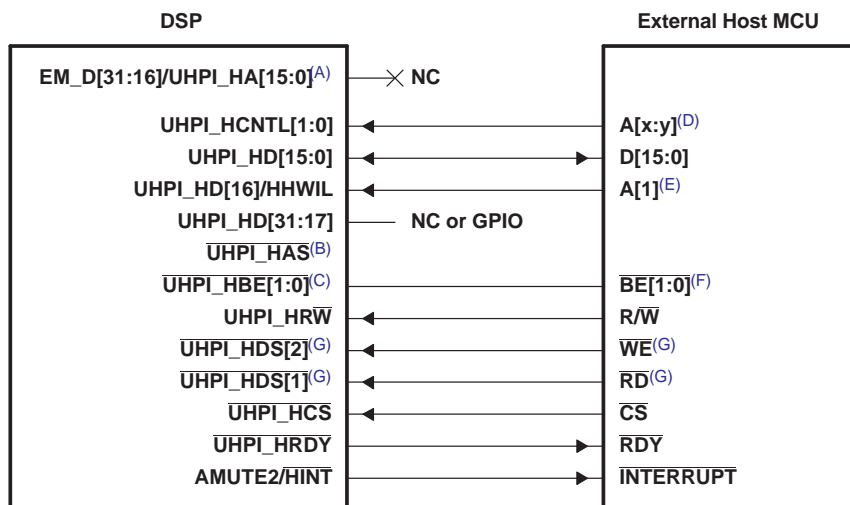 DSP External Host MCU
EM_D[31:16]/UHPI_HA[15:0](A) NC
UHPI_HCNTL[1:0] A[x:y](D)
UHPI_HD[15:0] D[15:0]
UHPI_HD[16]/HHWIL A[1](E)
UHPI_HD[31:17] NC or GPIO
UHPI_HAS(B)
UHPI_HBE[1:0](C) BE[1:0](F)
UHPI_HRW R/W
UHPI_HDS[2](G) WE(G)
UHPI_HDS[1](G) RD(G)
UHPI_HCS CS
UHPI_HRDY RDY
AMUTE2/HINT INTERRUPT